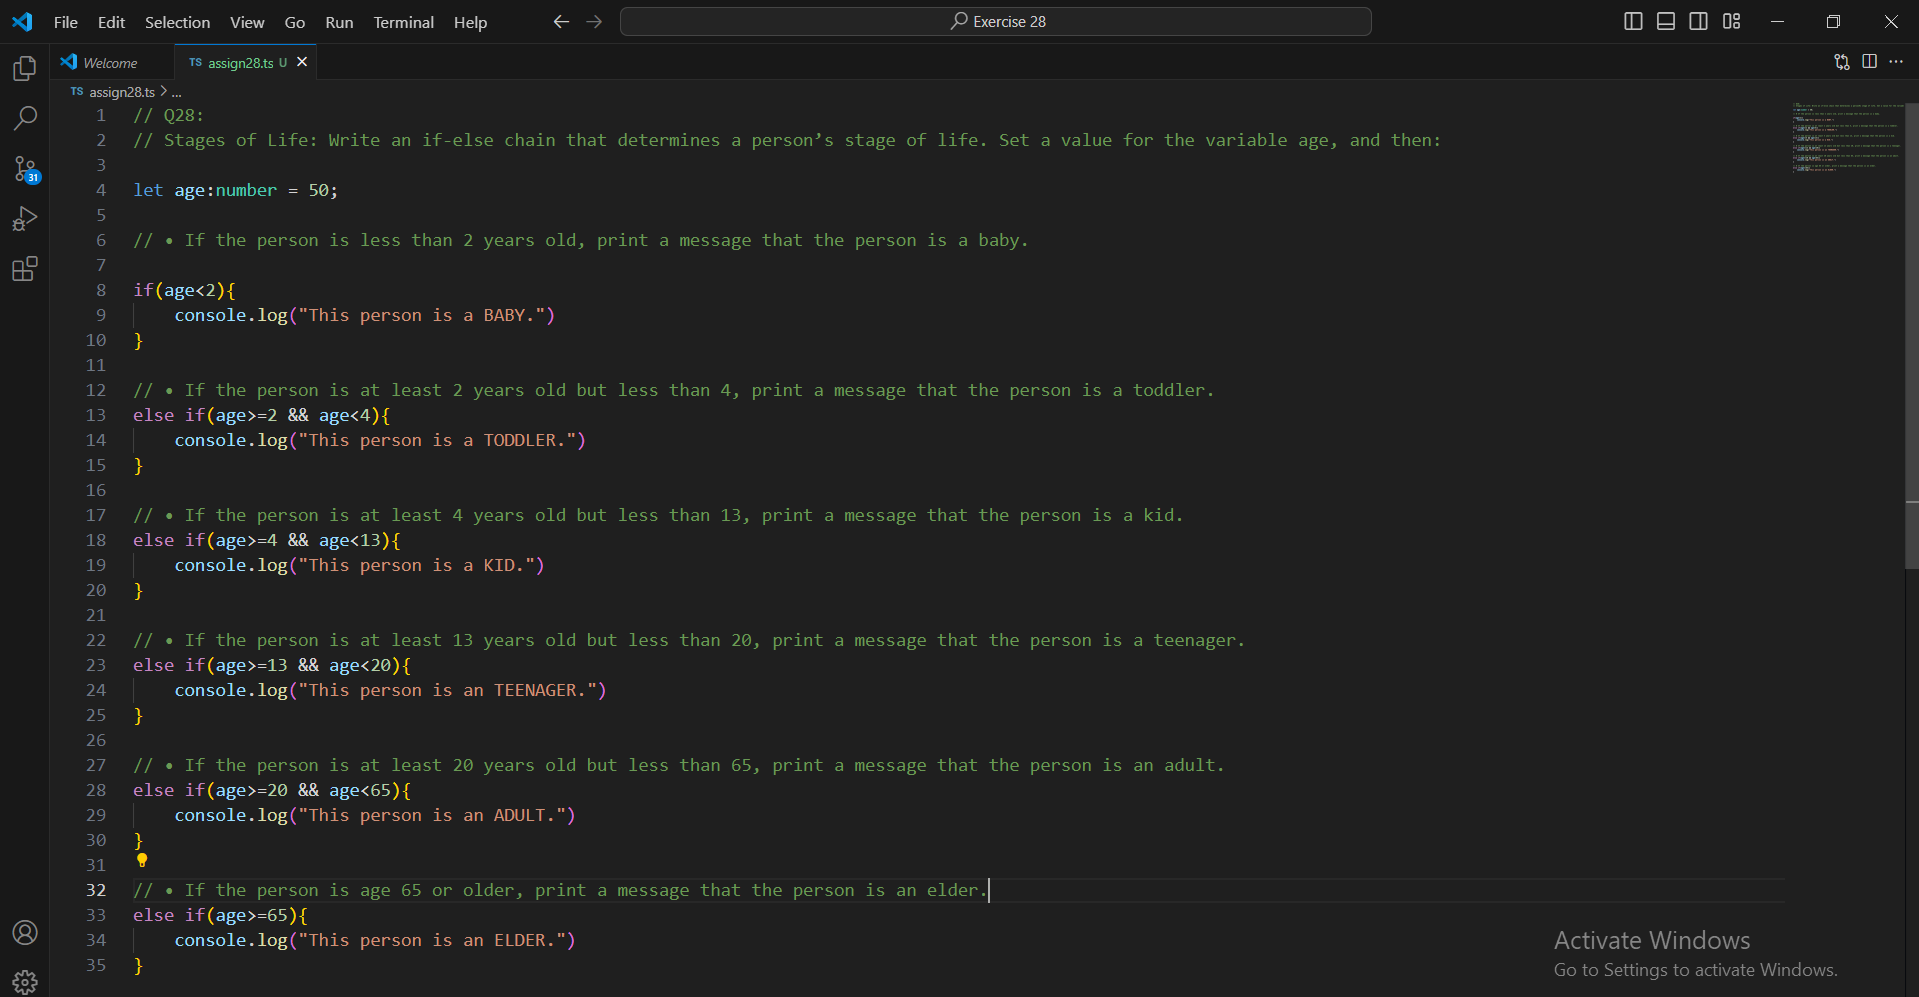 File Edit Selection View Go Run Terminal Help Exercise 28
Welcome TS assign28.ts U
TS assign28.ts > ...
1 // Q28:
2 // Stages of Life: Write an if-else chain that determines a person’s stage of life. Set a value for the variable age, and then:
3
4 let age:number = 50;
5
6 // • If the person is less than 2 years old, print a message that the person is a baby.
7
8 if(age<2){
9 console.log("This person is a BABY.")
10 }
11
12 // • If the person is at least 2 years old but less than 4, print a message that the person is a toddler.
13 else if(age>=2 && age<4){
14 console.log("This person is a TODDLER.")
15 }
16
17 // • If the person is at least 4 years old but less than 13, print a message that the person is a kid.
18 else if(age>=4 && age<13){
19 console.log("This person is a KID.")
20 }
21
22 // • If the person is at least 13 years old but less than 20, print a message that the person is a teenager.
23 else if(age>=13 && age<20){
24 console.log("This person is an TEENAGER.")
25 }
26
27 // • If the person is at least 20 years old but less than 65, print a message that the person is an adult.
28 else if(age>=20 && age<65){
29 console.log("This person is an ADULT.")
30 }
31
32 // • If the person is age 65 or older, print a message that the person is an elder.
33 else if(age>=65){
34 console.log("This person is an ELDER.")
35 }
31
Activate Windows
Go to Settings to activate Windows.